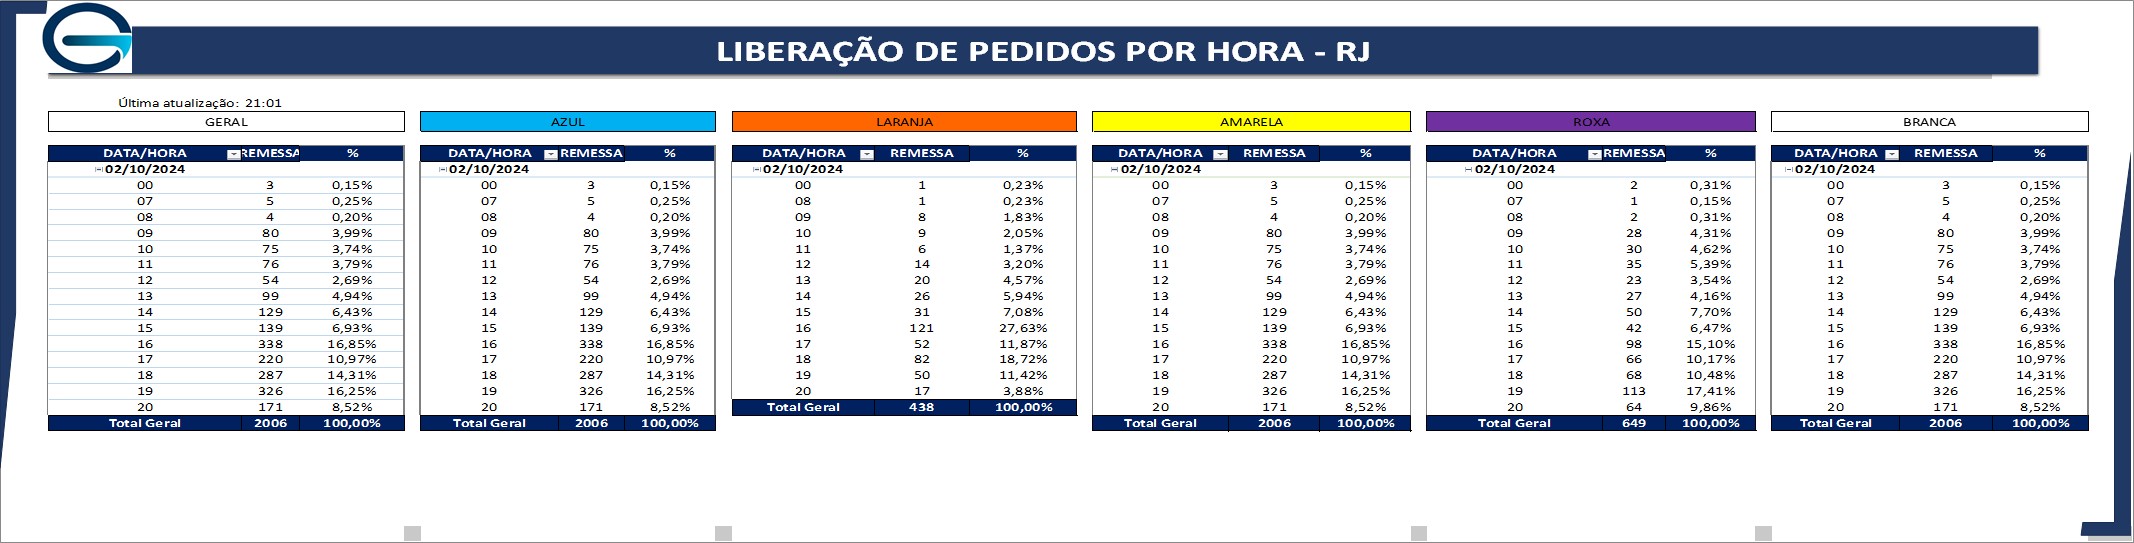 LIBERAÇÃO DE PEDIDOS POR HORA - RJ
Última atualização: 21:01
GERAL
DATA/HORA REMESSA %
02/10/2024
00 3 0,15%
07 5 0,25%
08 4 0,20%
09 80 3,99%
10 75 3,74%
11 76 3,79%
12 54 2,69%
13 99 4,94%
14 129 6,43%
15 139 6,93%
16 338 16,85%
17 220 10,97%
18 287 14,31%
19 326 16,25%
20 171 8,52%
Total Geral 2006 100,00%
AZUL
DATA/HORA REMESSA %
02/10/2024
00 3 0,15%
07 5 0,25%
08 4 0,20%
09 80 3,99%
10 75 3,74%
11 76 3,79%
12 54 2,69%
13 99 4,94%
14 129 6,43%
15 139 6,93%
16 338 16,85%
17 220 10,97%
18 287 14,31%
19 326 16,25%
20 171 8,52%
Total Geral 2006 100,00%
LARANJA
DATA/HORA REMESSA %
02/10/2024
00 1 0,23%
08 1 0,23%
09 8 1,83%
10 9 2,05%
11 6 1,37%
12 14 3,20%
13 20 4,57%
14 26 5,94%
15 31 7,08%
16 121 27,63%
17 52 11,87%
18 82 18,72%
19 50 11,42%
20 17 3,88%
Total Geral 438 100,00%
AMARELA
DATA/HORA REMESSA %
02/10/2024
00 3 0,15%
07 5 0,25%
08 4 0,20%
09 80 3,99%
10 75 3,74%
11 76 3,79%
12 54 2,69%
13 99 4,94%
14 129 6,43%
15 139 6,93%
16 338 16,85%
17 220 10,97%
18 287 14,31%
19 326 16,25%
20 171 8,52%
Total Geral 2006 100,00%
ROXA
DATA/HORA REMESSA %
02/10/2024
00 2 0,31%
07 1 0,15%
08 2 0,31%
09 28 4,31%
10 30 4,62%
11 35 5,39%
12 23 3,54%
13 27 4,16%
14 50 7,70%
15 42 6,47%
16 98 15,10%
17 66 10,17%
18 68 10,48%
19 113 17,41%
20 64 9,86%
Total Geral 649 100,00%
BRANCA
DATA/HORA REMESSA %
02/10/2024
00 3 0,15%
07 5 0,25%
08 4 0,20%
09 80 3,99%
10 75 3,74%
11 76 3,79%
12 54 2,69%
13 99 4,94%
14 129 6,43%
15 139 6,93%
16 338 16,85%
17 220 10,97%
18 287 14,31%
19 326 16,25%
20 171 8,52%
Total Geral 2006 100,00%